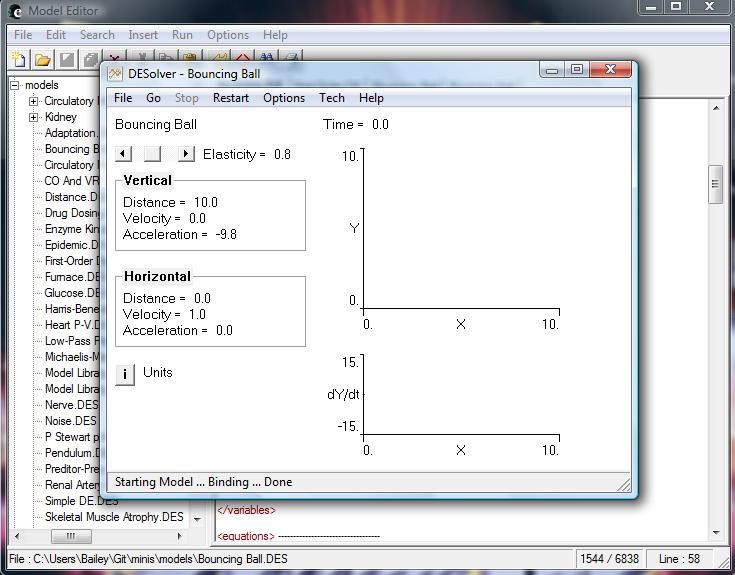 Model Editor
File Edit Search Insert Run Options Help
models
Circulatory
Kidney
Adaptation.
Bouncing B
Circulatory
CO And VR
Distance.D
Drug Dosing
Enzyme Kin
Epidemic.DE
First-Order D
Furnace.DE
Glucose.DE
Harris-Bene
Heart P-V.D
Low-Pass F
Michaelis-M
Model Libra
Model Libra
Nerve.DES
Noise.DES
P Stewart p
Pendulum.D
Preditor-Pre
Renal Arter
Simple DE.DES
Skeletal Muscle Atrophy.DES
DESolver - Bouncing Ball
File Go Stop Restart Options Tech Help
Bouncing Ball
Time = 0.0
Elasticity = 0.8
Vertical
Distance = 10.0
Velocity = 0.0
Acceleration = -9.8
Horizontal
Distance = 0.0
Velocity = 1.0
Acceleration = 0.0
i Units
10.
Y
0.
0. X 10.
15.
dY/dt
-15.
0. X 10.
Starting Model ... Binding ... Done
</variables>
<equations> ----------------------------------
File : C:\Users\Bailey\Git\minis\models\Bouncing Ball.DES
1544 / 6838
Line : 58